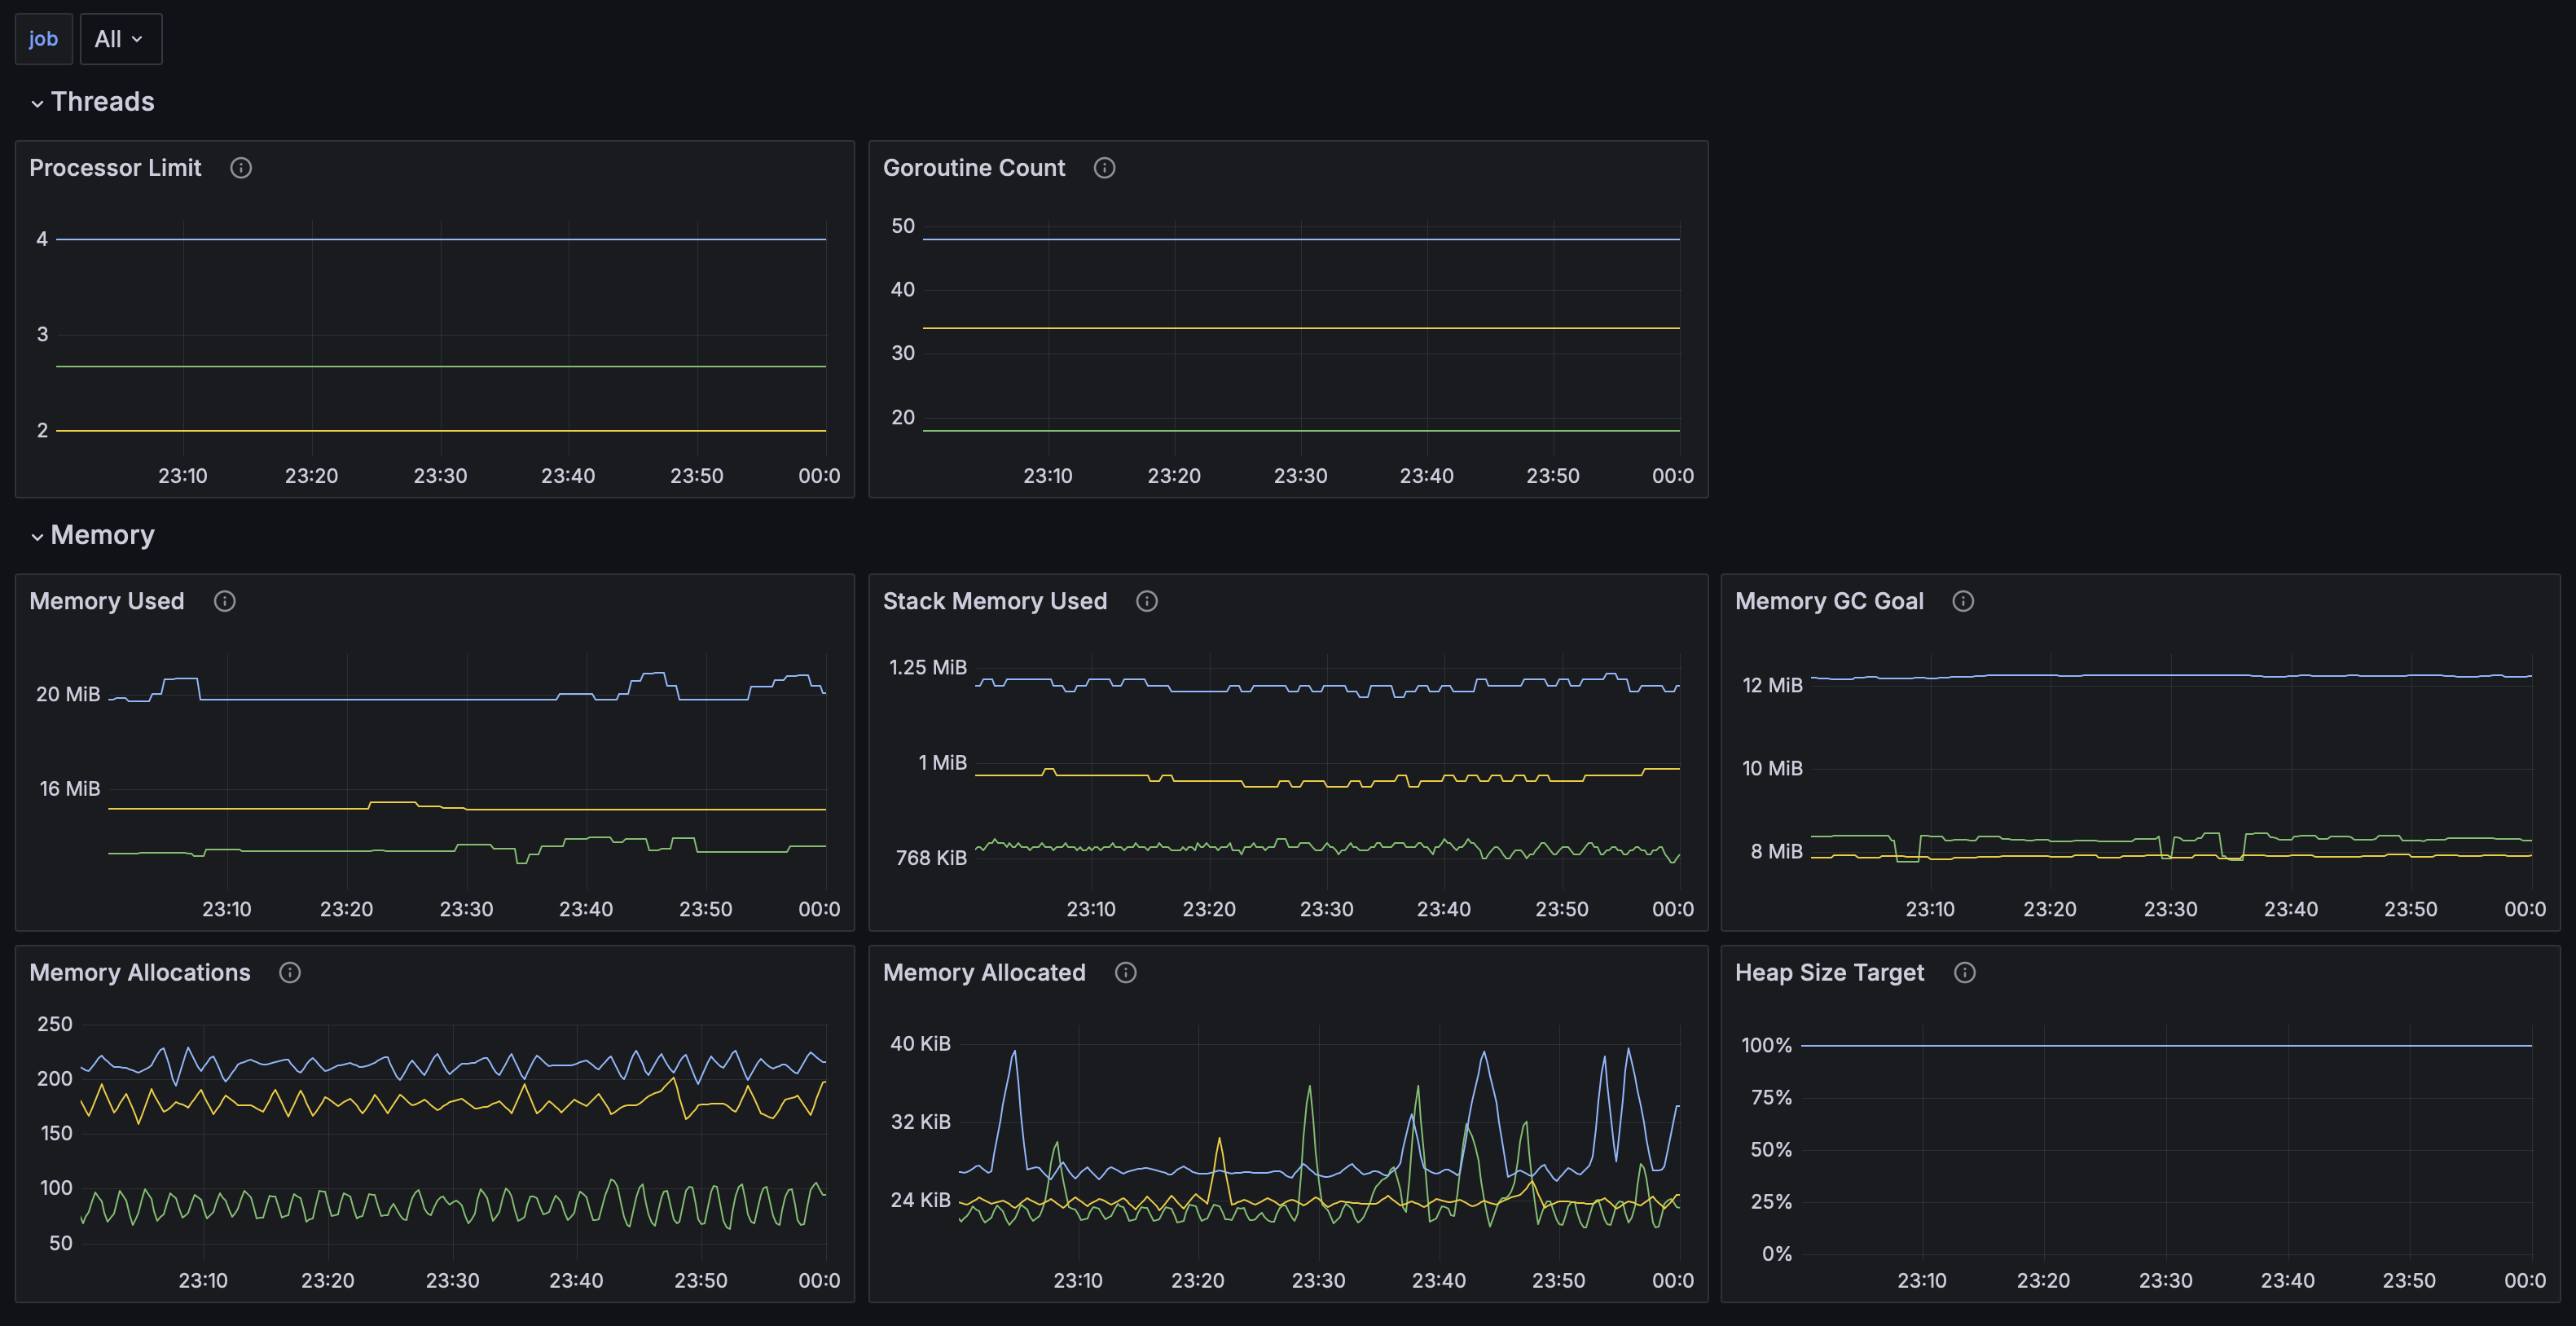 job All
Threads
Processor Limit
4
3
2
23:10 23:20 23:30 23:40 23:50 00:0
Goroutine Count
50
40
30
20
23:10 23:20 23:30 23:40 23:50 00:0
Memory
Memory Used
20 MiB
16 MiB
23:10 23:20 23:30 23:40 23:50 00:0
Stack Memory Used
1.25 MiB
1 MiB
768 KiB
23:10 23:20 23:30 23:40 23:50 00:0
Memory GC Goal
12 MiB
10 MiB
8 MiB
23:10 23:20 23:30 23:40 23:50 00:0
Memory Allocations
250
200
150
100
50
23:10 23:20 23:30 23:40 23:50 00:0
Memory Allocated
40 KiB
32 KiB
24 KiB
23:10 23:20 23:30 23:40 23:50 00:0
Heap Size Target
100%
75%
50%
25%
0%
23:10 23:20 23:30 23:40 23:50 00:0